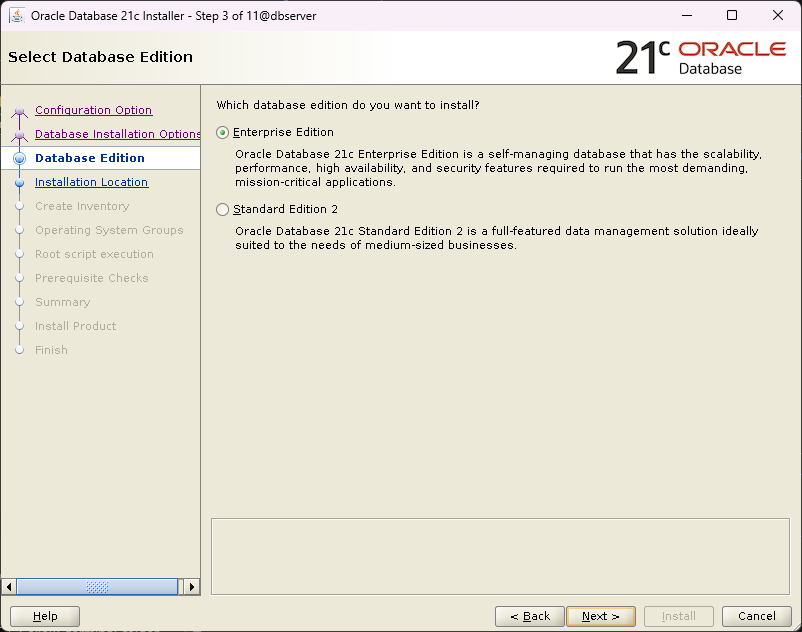 Oracle Database 21c Installer - Step 3 of 11@dbserver
Select Database Edition
21c ORACLE
Database
Configuration Option
Database Installation Options
Database Edition
Installation Location
Create Inventory
Operating System Groups
Root script execution
Prerequisite Checks
Summary
Install Product
Finish
Which database edition do you want to install?
Enterprise Edition
Oracle Database 21c Enterprise Edition is a self-managing database that has the scalability,
performance, high availability, and security features required to run the most demanding,
mission-critical applications.
Standard Edition 2
Oracle Database 21c Standard Edition 2 is a full-featured data management solution ideally
suited to the needs of medium-sized businesses.
Help
< Back
Next >
Install
Cancel